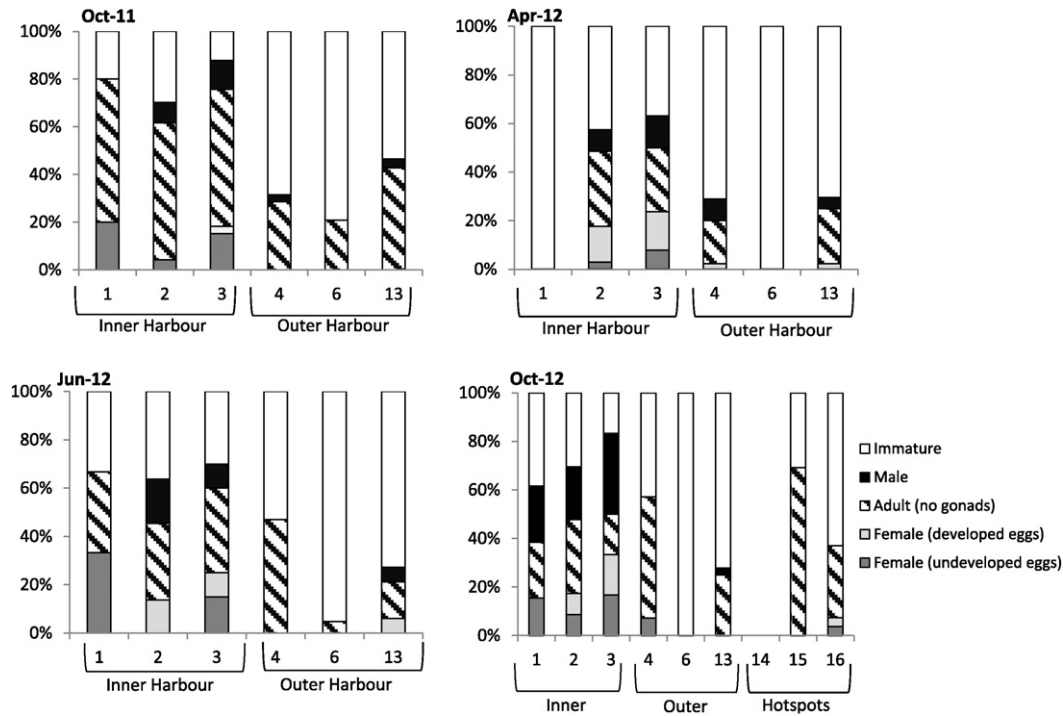 Oct-11
100%
80%
60%
40%
20%
0%
1 2 3 4 6 13
Inner Harbour Outer Harbour
Apr-12
100%
80%
60%
40%
20%
0%
1 2 3 4 6 13
Inner Harbour Outer Harbour
Jun-12
100%
80%
60%
40%
20%
0%
1 2 3 4 6 13
Inner Harbour Outer Harbour
Oct-12
100%
80%
60%
40%
20%
0%
1 2 3 4 6 13 14 15 16
Inner Outer Hotspots
Immature
Male
Adult (no gonads)
Female (developed eggs)
Female (undeveloped eggs)